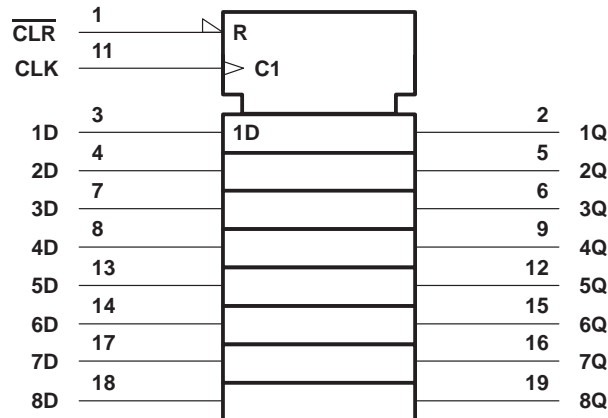 CLR 1 R
CLK 11 C1
1D 3 1D 2 1Q
2D 4 5 2Q
3D 7 6 3Q
4D 8 9 4Q
5D 13 12 5Q
6D 14 15 6Q
7D 17 16 7Q
8D 18 19 8Q